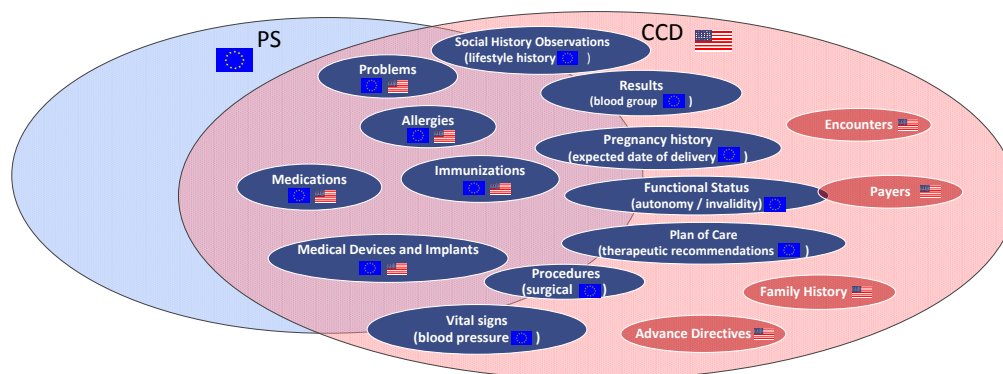 PS
CCD
Social History Observations
(lifestyle history )
Problems
Results
(blood group )
Allergies
Encounters
Pregnancy history
(expected date of delivery )
Immunizations
Medications
Functional Status
(autonomy / invalidity)
Payers
Plan of Care
(therapeutic recommendations )
Medical Devices and Implants
Procedures
(surgical )
Family History
Vital signs
(blood pressure )
Advance Directives